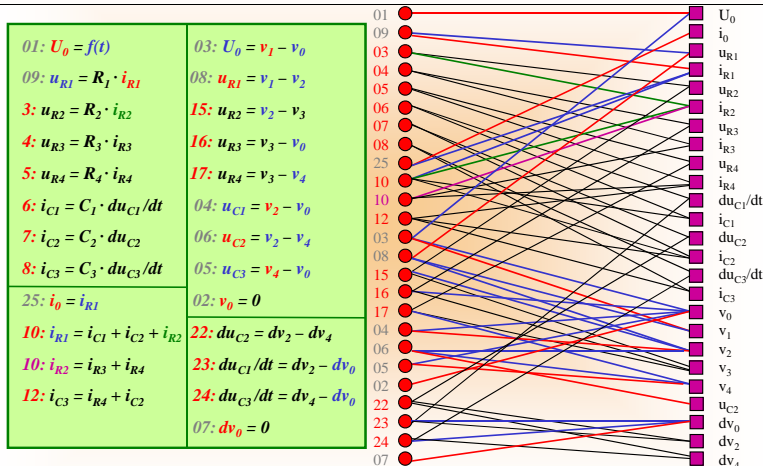 01: U0 = f(t)
09: uR1 = R1 · iR1
3: uR2 = R2 · iR2
4: uR3 = R3 · iR3
5: uR4 = R4 · iR4
6: iC1 = C1 · duC1/dt
7: iC2 = C2 · duC2
8: iC3 = C3 · duC3/dt
25: i0 = iR1
10: iR1 = iC1 + iC2 + iR2
10: iR2 = iR3 + iR4
12: iC3 = iR4 + iC2
03: U0 = v1 – v0
08: uR1 = v1 – v2
15: uR2 = v2 – v3
16: uR3 = v3 – v0
17: uR4 = v3 – v4
04: uC1 = v2 – v0
06: uC2 = v2 – v4
05: uC3 = v4 – v0
02: v0 = 0
22: duC2 = dv2 – dv4
23: duC1/dt = dv2 – dv0
24: duC3/dt = dv4 – dv0
07: dv0 = 0
01
09
03
04
05
06
07
08
25
10
10
12
03
08
15
16
17
04
06
05
02
22
23
24
07
U0
i0
uR1
iR1
uR2
iR2
uR3
iR3
uR4
iR4
duC1/dt
iC1
duC2
iC2
duC3/dt
iC3
v0
v1
v2
v3
v4
uC2
dv0
dv2
dv4